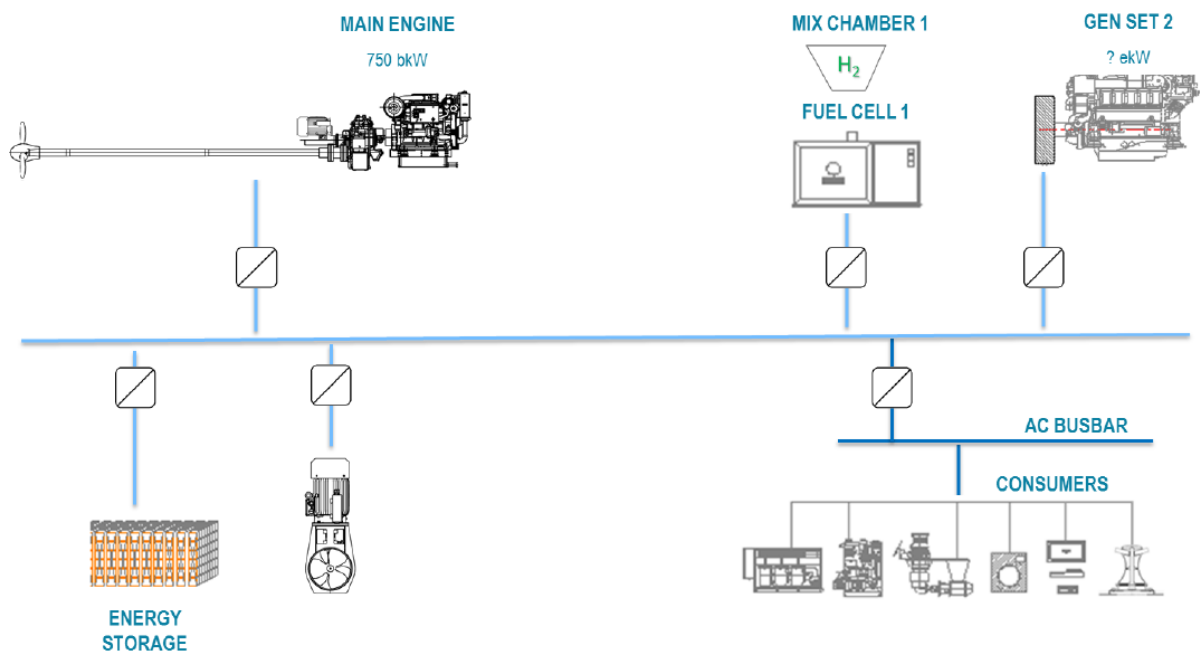 MAIN ENGINE
750 bkW
MIX CHAMBER 1
H₂
FUEL CELL 1
GEN SET 2
? ekW
AC BUSBAR
CONSUMERS
ENERGY
STORAGE